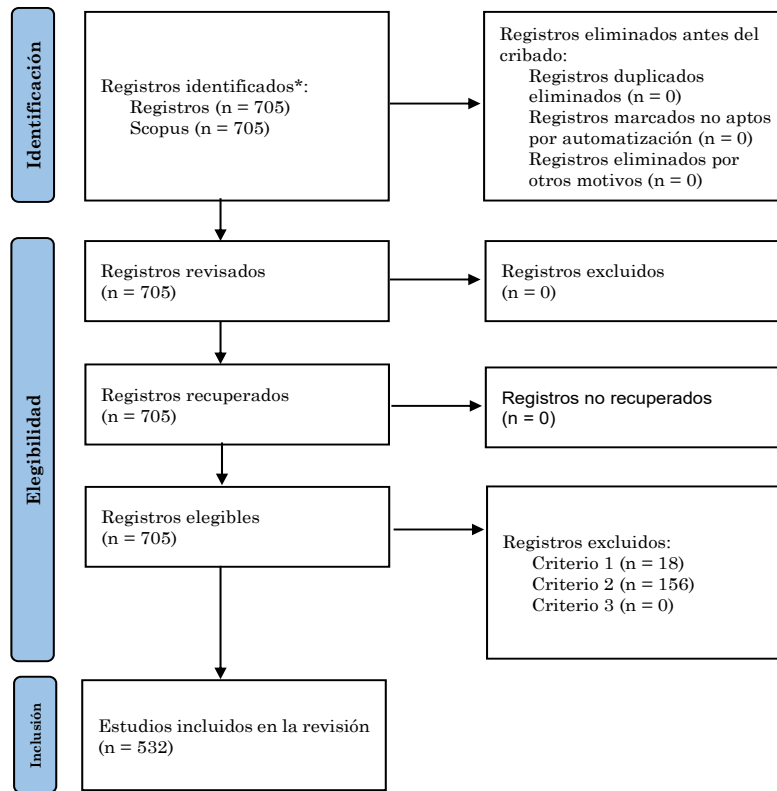 Identificación
Registros identificados*:
Registros (n = 705)
Scopus (n = 705)
Registros eliminados antes del
cribado:
Registros duplicados
eliminados (n = 0)
Registros marcados no aptos
por automatización (n = 0)
Registros eliminados por
otros motivos (n = 0)
Elegibilidad
Registros revisados
(n = 705)
Registros excluidos
(n = 0)
Registros recuperados
(n = 705)
Registros no recuperados
(n = 0)
Registros elegibles
(n = 705)
Registros excluidos:
Criterio 1 (n = 18)
Criterio 2 (n = 156)
Criterio 3 (n = 0)
Inclusión
Estudios incluidos en la revisión
(n = 532)